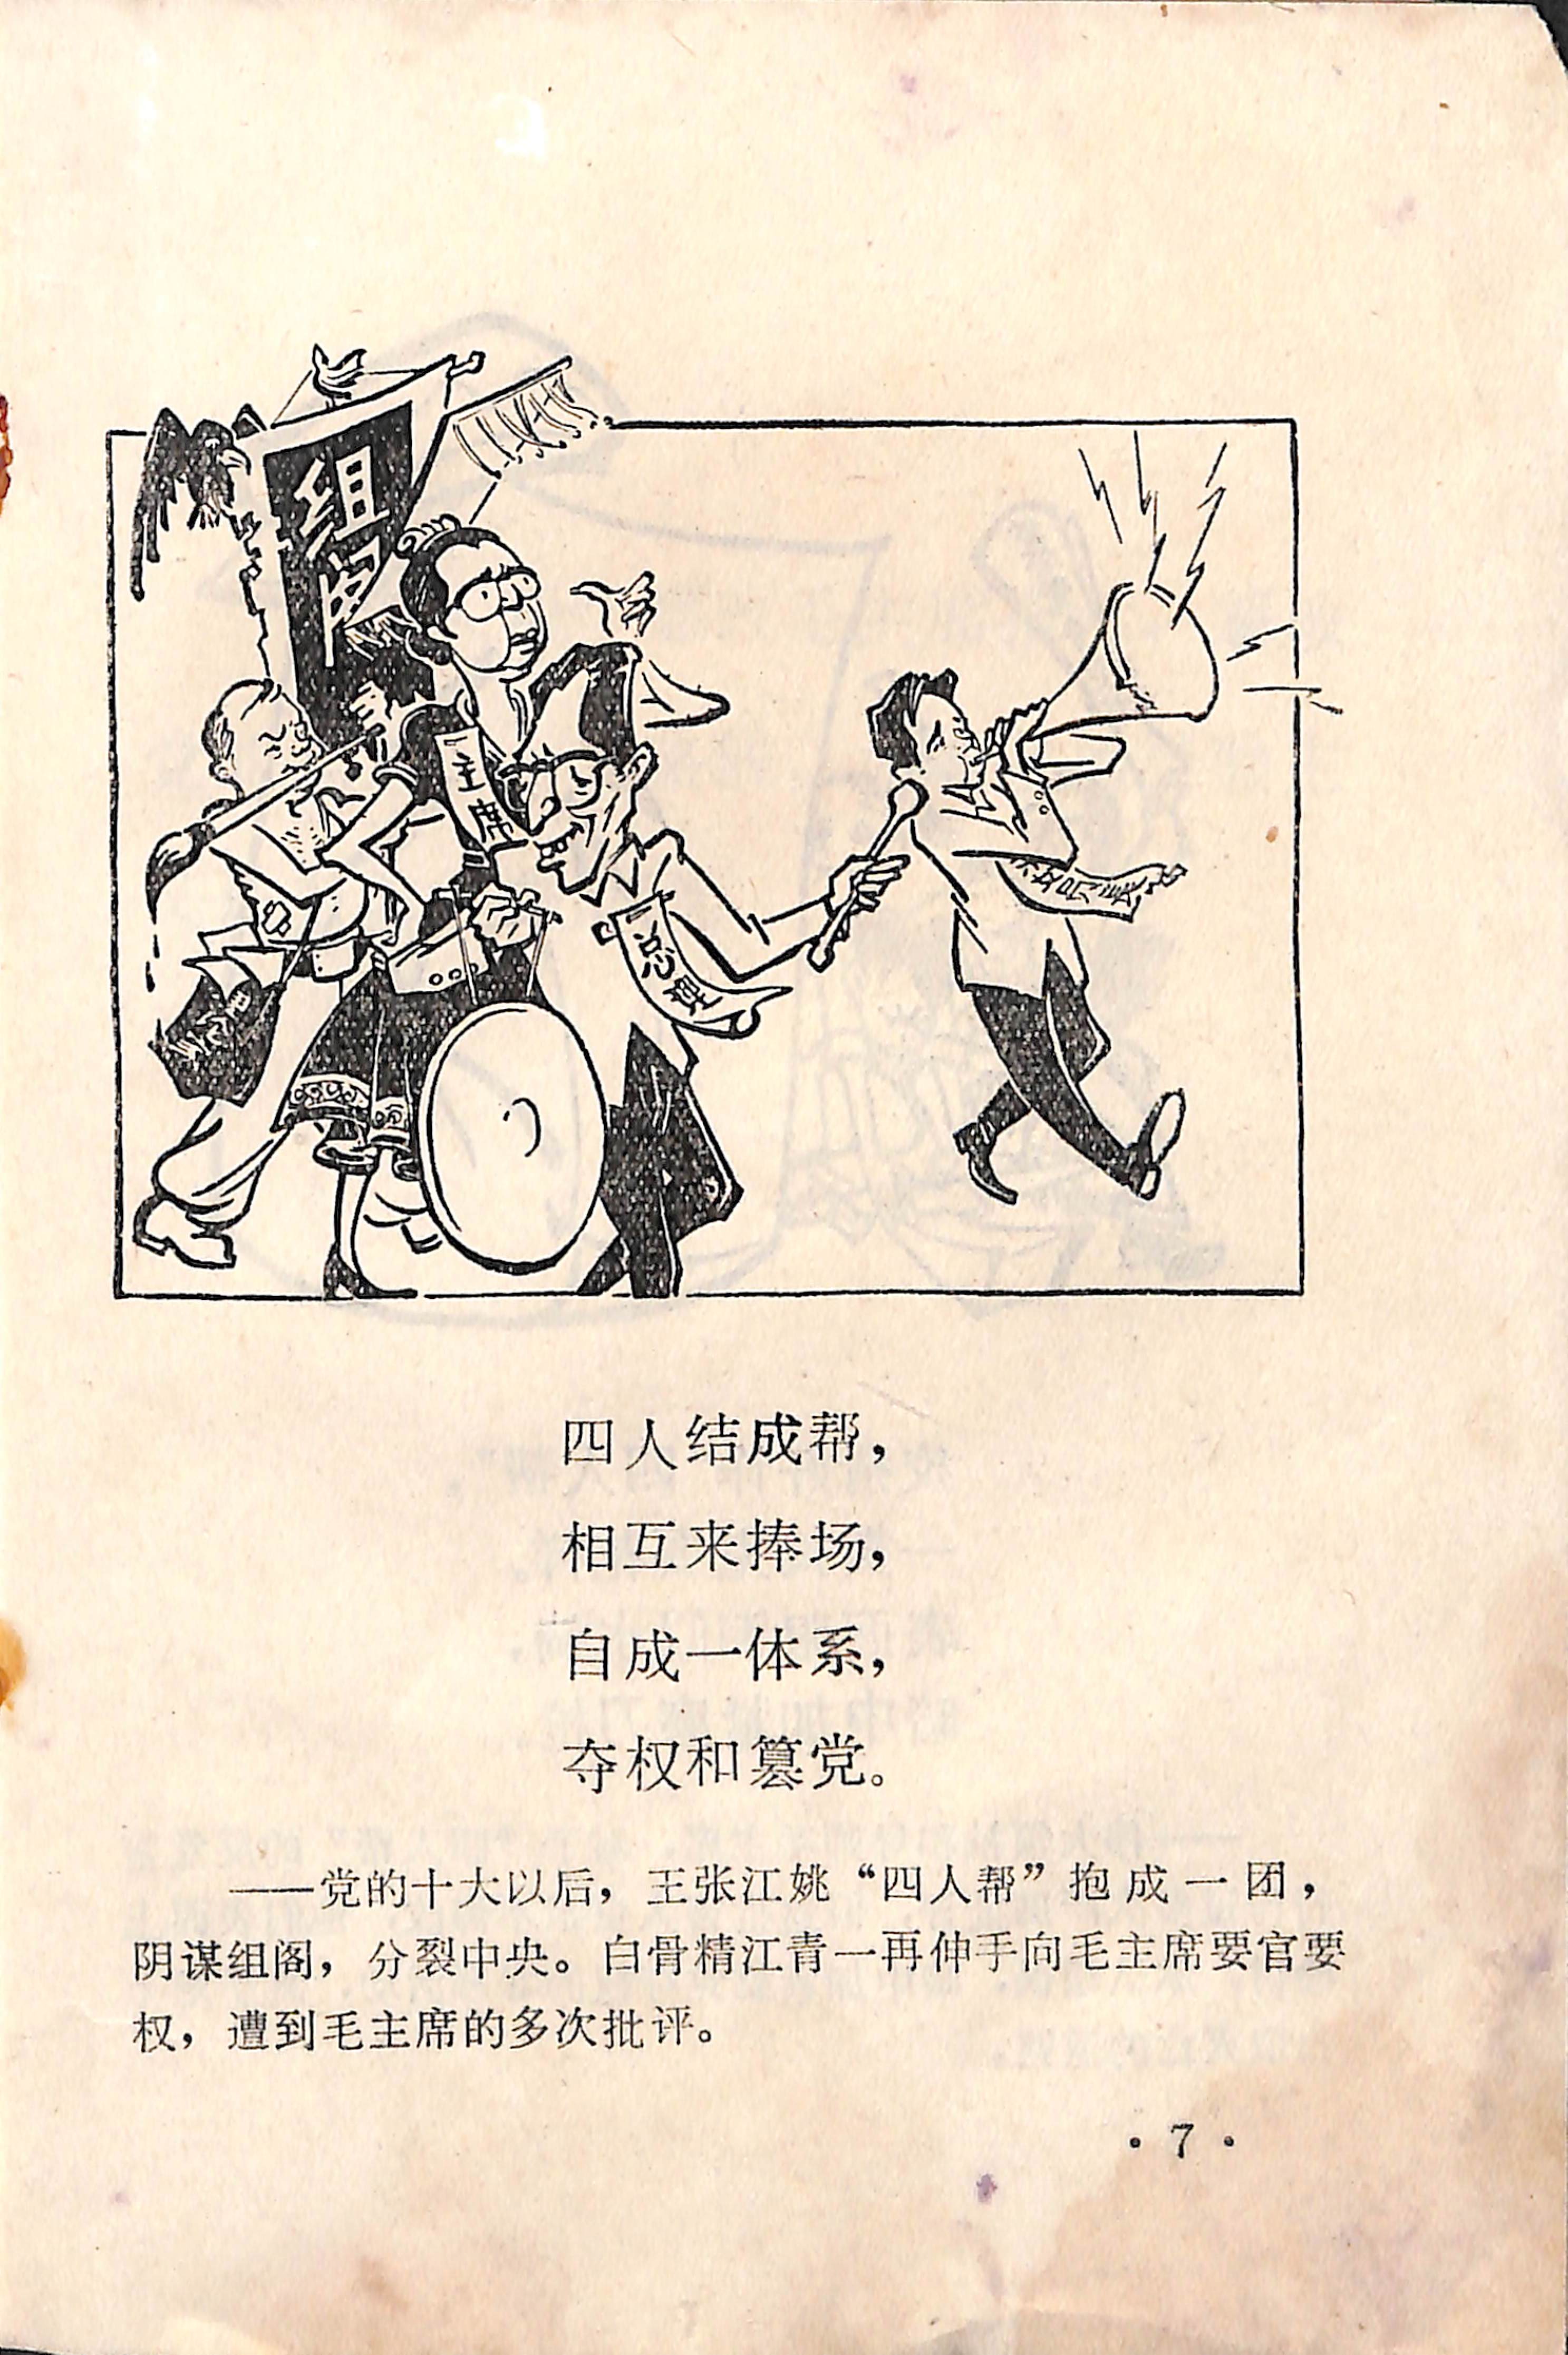 组阁
主席
总理
四人结成帮，
相互来捧场，
自成一体系，
夺权和篡党。
——党的十大以后，王张江姚“四人帮”抱成一团，
阴谋组阁，分裂中央。白骨精江青一再伸手向毛主席要官要
权，遭到毛主席的多次批评。
·7·